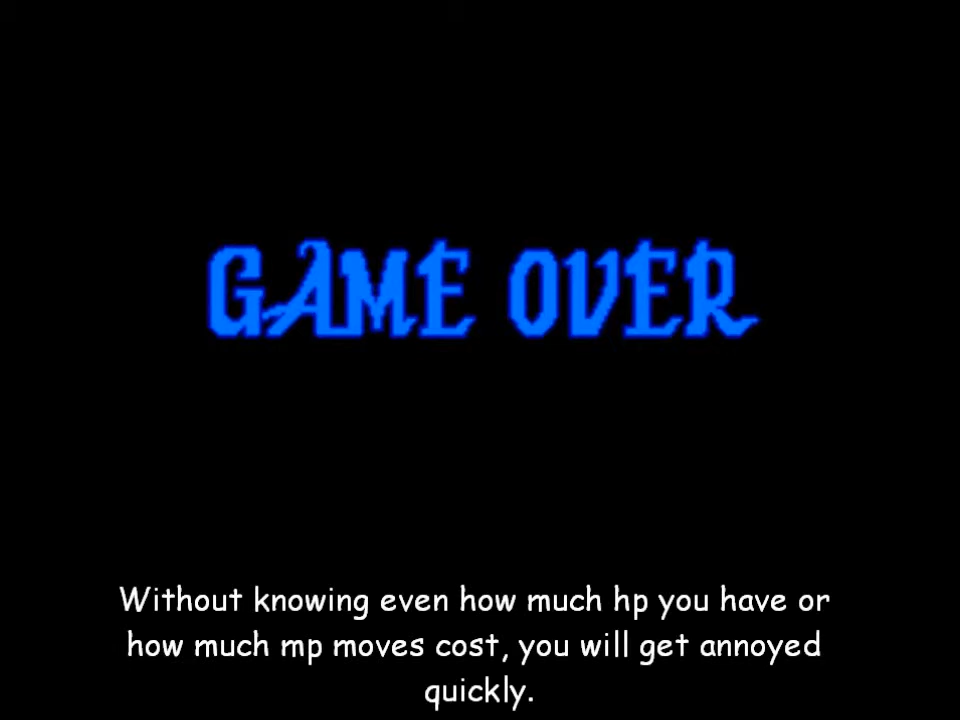 GAME OVER
Without knowing even how much hp you have or
how much mp moves cost, you will get annoyed
quickly.